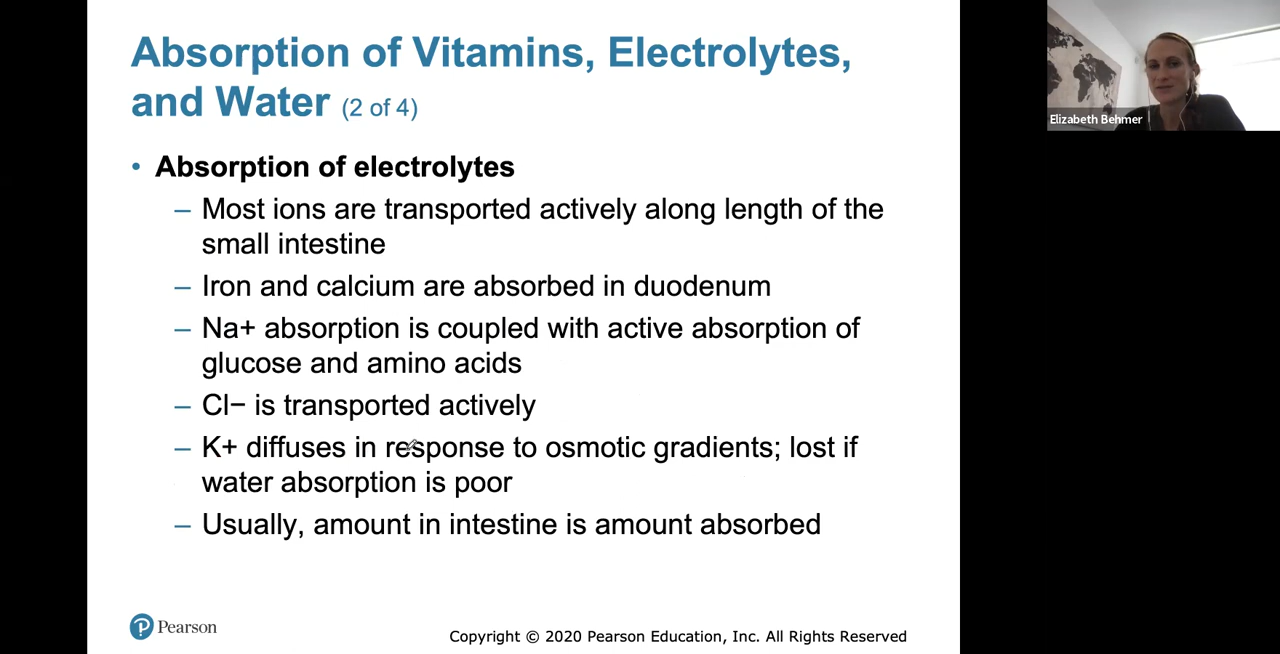 Absorption of Vitamins, Electrolytes,
and Water (2 of 4)
Elizabeth Behmer
• Absorption of electrolytes
– Most ions are transported actively along length of the
small intestine
– Iron and calcium are absorbed in duodenum
– Na+ absorption is coupled with active absorption of
glucose and amino acids
– Cl− is transported actively
– K+ diffuses in response to osmotic gradients; lost if
water absorption is poor
– Usually, amount in intestine is amount absorbed
P Pearson
Copyright © 2020 Pearson Education, Inc. All Rights Reserved